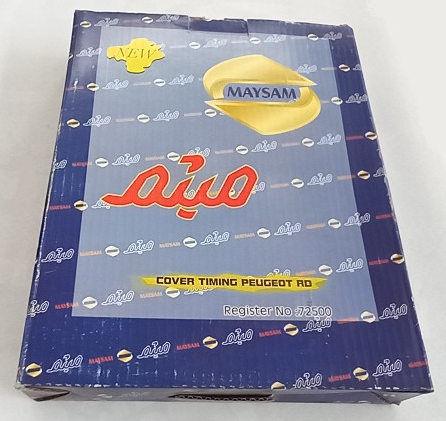 NEW
MAYSAM
میثم
COVER TIMING PEUGEOT RD
Register No :72500